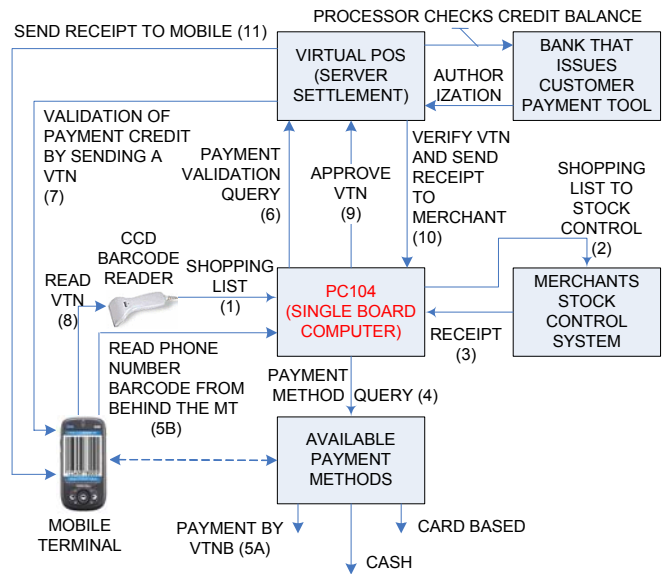 PROCESSOR CHECKS CREDIT BALANCE
SEND RECEIPT TO MOBILE (11)
VIRTUAL POS
(SERVER
SETTLEMENT)
BANK THAT
ISSUES
CUSTOMER
PAYMENT TOOL
AUTHOR
IZATION
VALIDATION OF
PAYMENT CREDIT
BY SENDING A
VTN
(7)
PAYMENT
VALIDATION
QUERY
(6)
APPROVE
VTN
(9)
VERIFY VTN
AND SEND
RECEIPT
TO
MERCHANT
(10)
SHOPPING
LIST TO
STOCK
CONTROL
(2)
CCD
BARCODE
READER
READ
VTN
(8)
SHOPPING
LIST
(1)
PC104
(SINGLE BOARD
COMPUTER)
MERCHANTS
STOCK
CONTROL
SYSTEM
RECEIPT
(3)
READ PHONE
NUMBER
BARCODE FROM
BEHIND THE MT
(5B)
PAYMENT
METHOD QUERY (4)
AVAILABLE
PAYMENT
METHODS
MOBILE
TERMINAL
PAYMENT BY
VTNB (5A)
CARD BASED
CASH